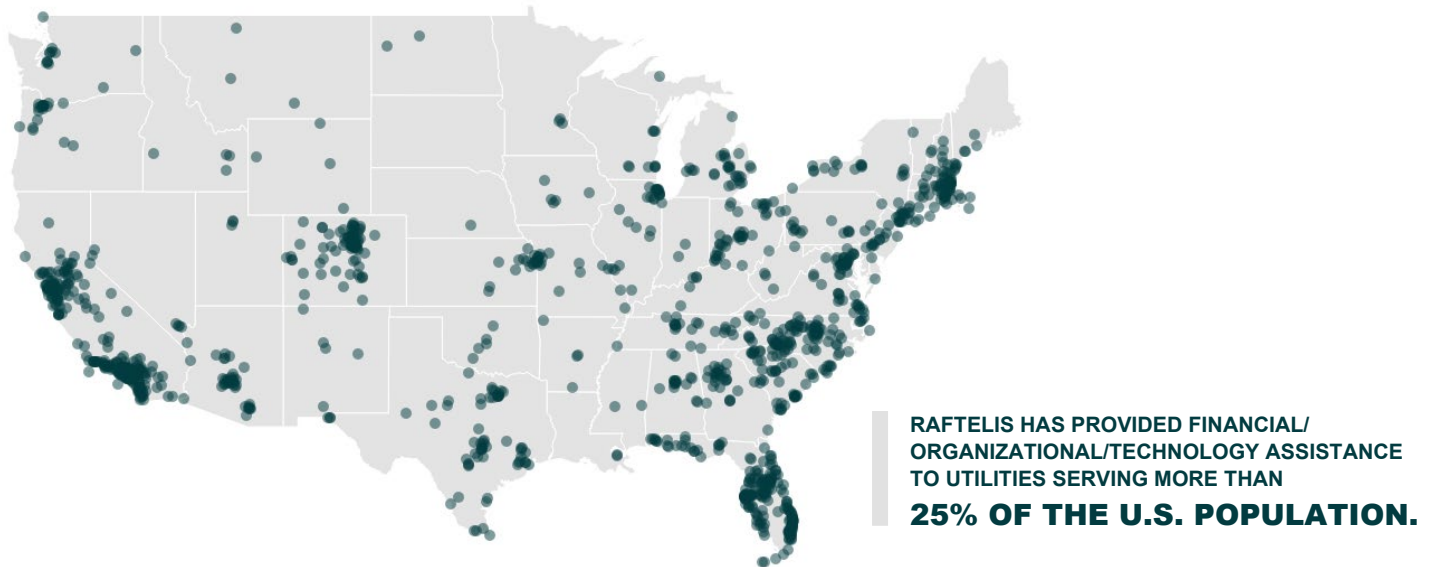 RAFTELIS HAS PROVIDED FINANCIAL/
ORGANIZATIONAL/TECHNOLOGY ASSISTANCE
TO UTILITIES SERVING MORE THAN
25% OF THE U.S. POPULATION.